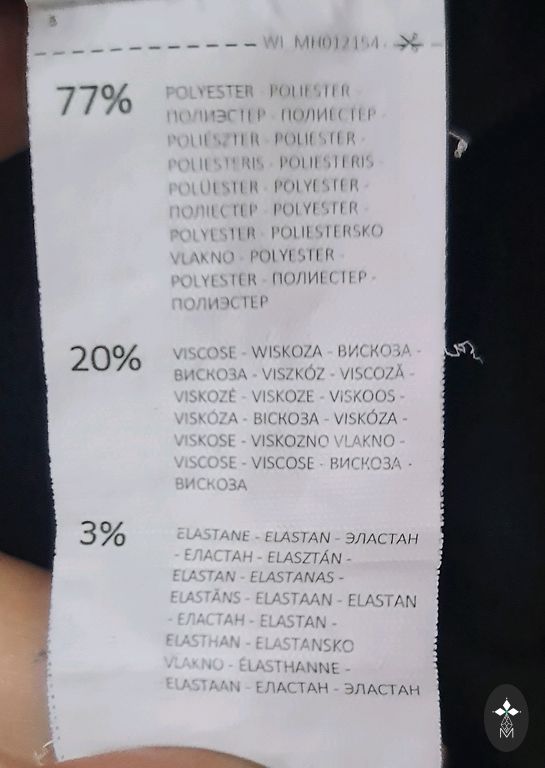 WI_MH012154
77%
POLYESTER - POLIESTER -
ПОЛИЭСТЕР - ПОЛИЕСТЕР -
POLIÉSZTER - POLIESTER -
POLIESTERIS - POLIESTERIS -
POLÜESTER - POLYESTER -
ПОЛІЕСТЕР - POLYESTER -
POLYESTER - POLIESTERSKO
VLAKNO - POLYESTER -
POLYESTER - ПОЛИЕСТЕР -
ПОЛИЭСТЕР
20%
VISCOSE - WISKOZA - ВИСКОЗА -
ВИСКОЗА - VISZKÓZ - VISCOZĂ -
VISKOZĖ - VISKOZE - VISKOOS -
VISKÓZA - ВІСКОЗА - VISKÓZA -
VISKOSE - VISKOZNO VLAKNO -
VISCOSE - VISCOSE - ВИСКОЗА -
ВИСКОЗА
3%
ELASTANE - ELASTAN - ЭЛАСТАН
- ЕЛАСТАН - ELASZTÁN -
ELASTAN - ELASTANAS -
ELASTĀNS - ELASTAAN - ELASTAN
- ЕЛАСТАН - ELASTAN -
ELASTHAN - ELASTANSKO
VLAKNO - ÉLASTHANNE -
ELASTAAN - ЕЛАСТАН - ЭЛАСТАН